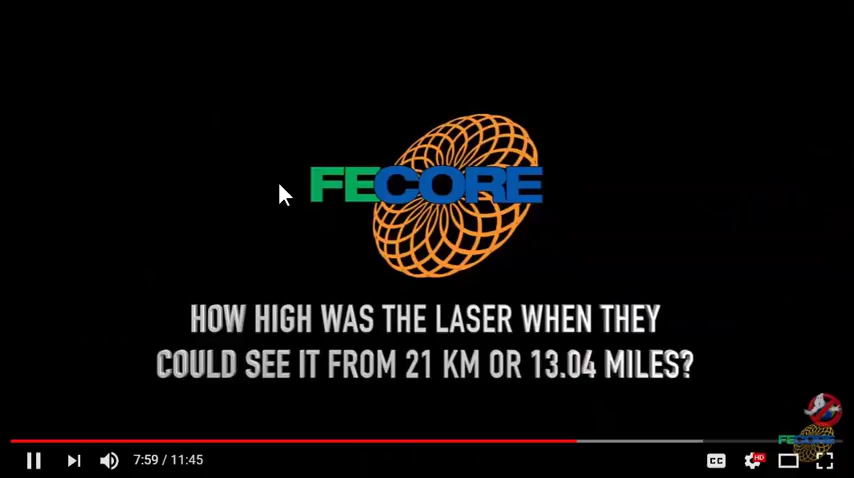 FECORE
HOW HIGH WAS THE LASER WHEN THEY
COULD SEE IT FROM 21 KM OR 13.04 MILES?
FECORE
7:59 / 11:45
CC
HD